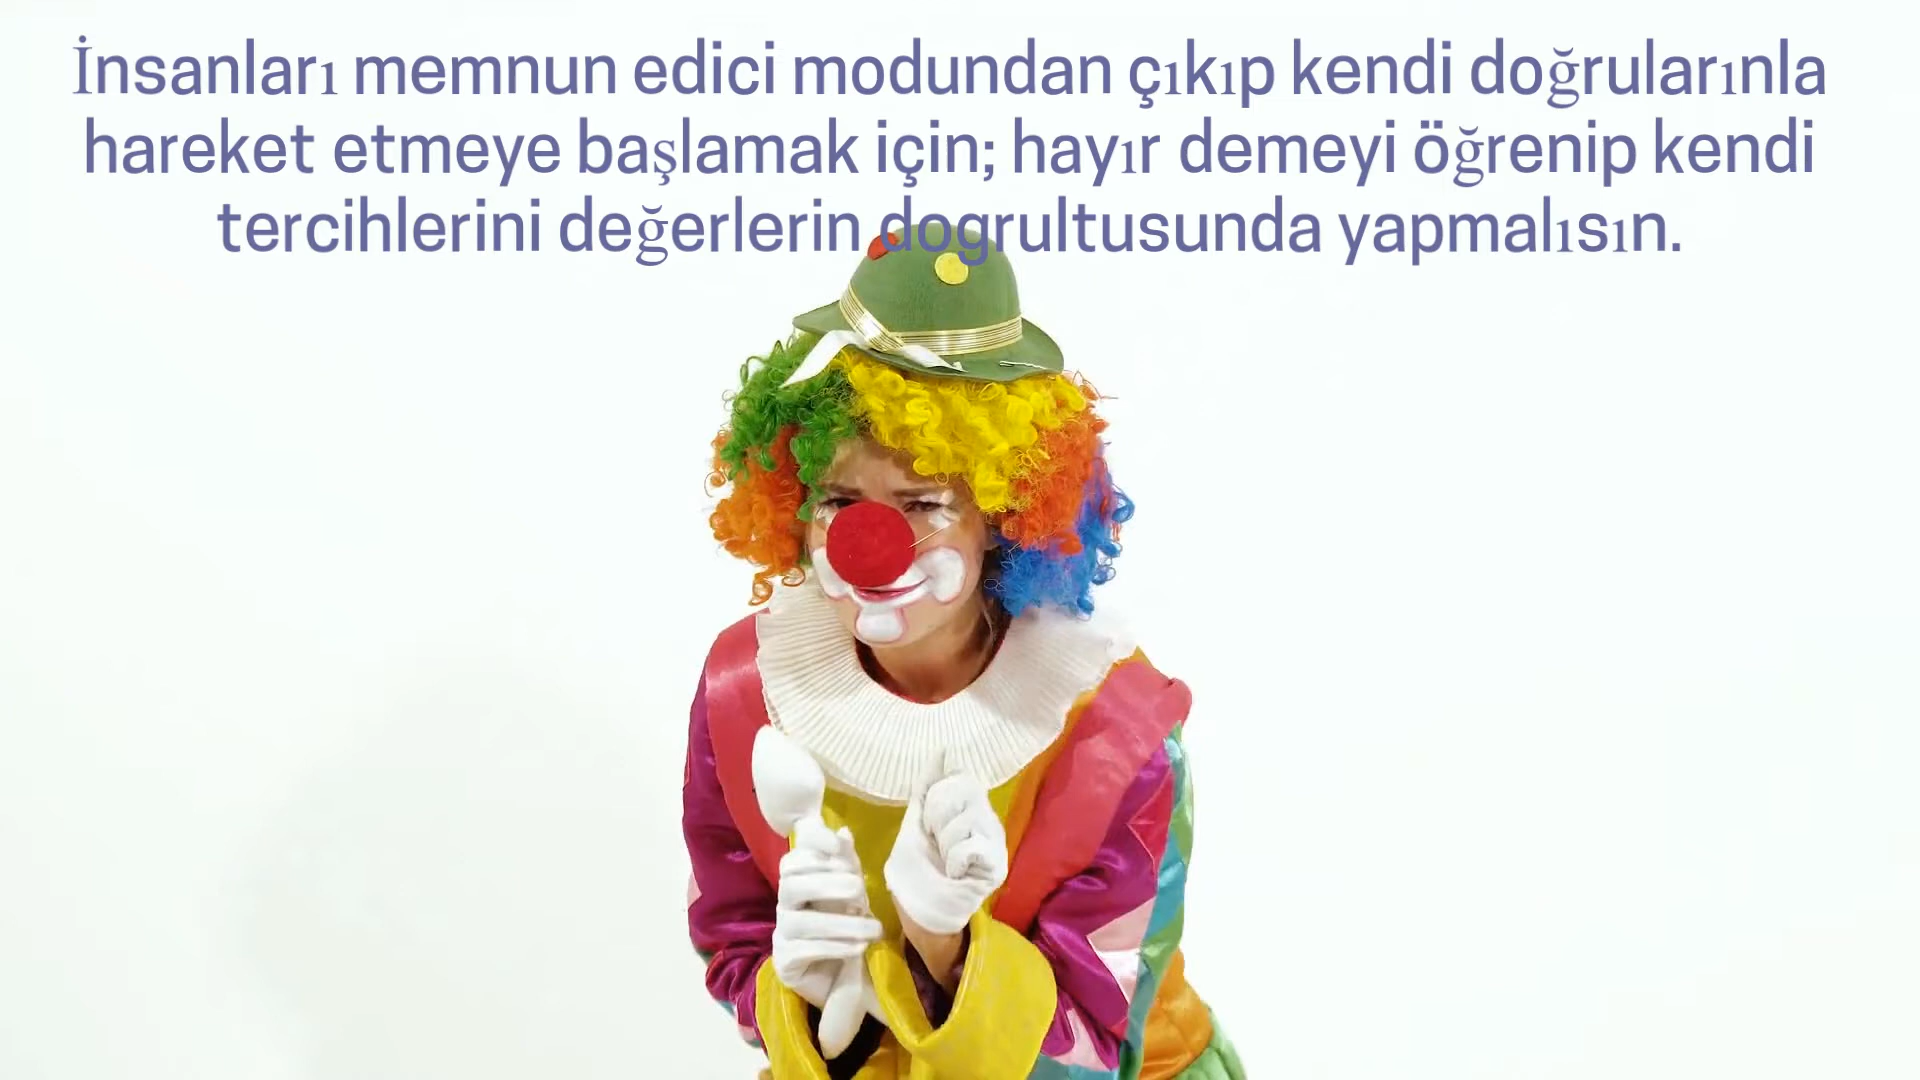 İnsanları memnun edici modundan çıkıp kendi doğrularınla
hareket etmeye başlamak için; hayır demeyi öğrenip kendi
tercihlerini değerlerin dogrultusunda yapmalısın.